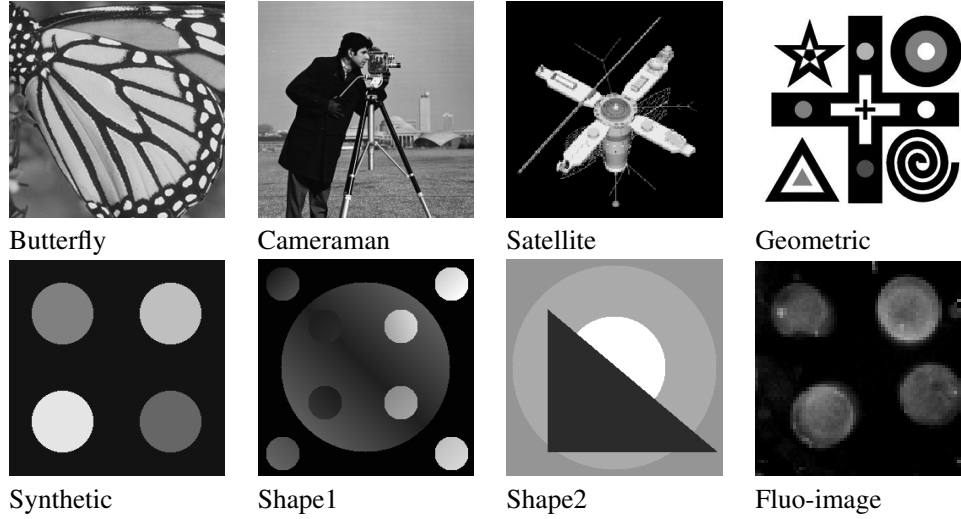 Butterfly
Cameraman
Satellite
Geometric
Synthetic
Shape1
Shape2
Fluo-image